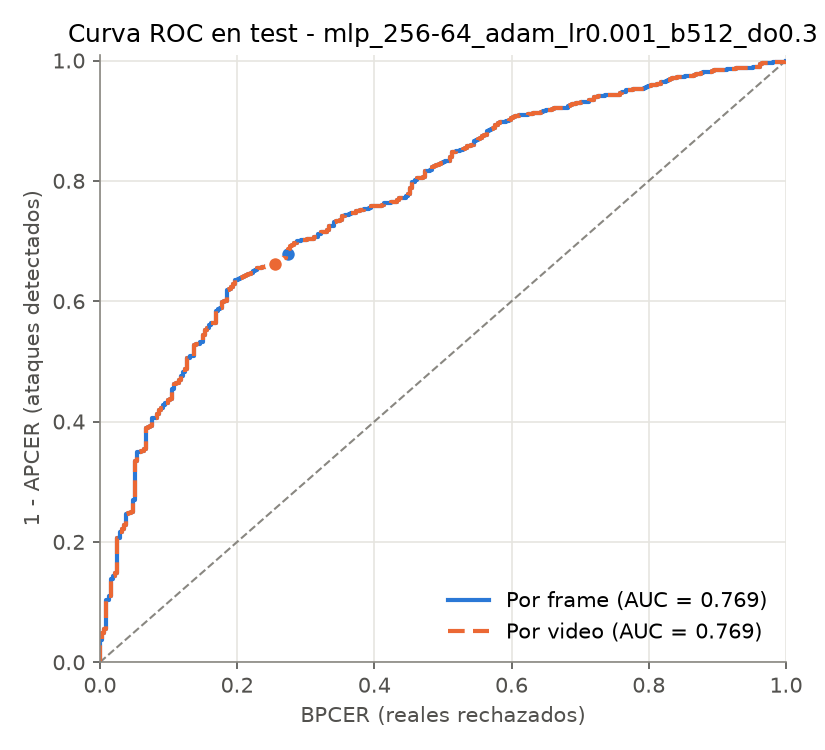 Curva ROC en test - mlp_256-64_adam_lr0.001_b512_do0.3
1.0
0.8
0.6
0.4
0.2
0.0
1 - APCER (ataques detectados)
Por frame (AUC = 0.769)
Por video (AUC = 0.769)
0.0 0.2 0.4 0.6 0.8 1.0
BPCER (reales rechazados)